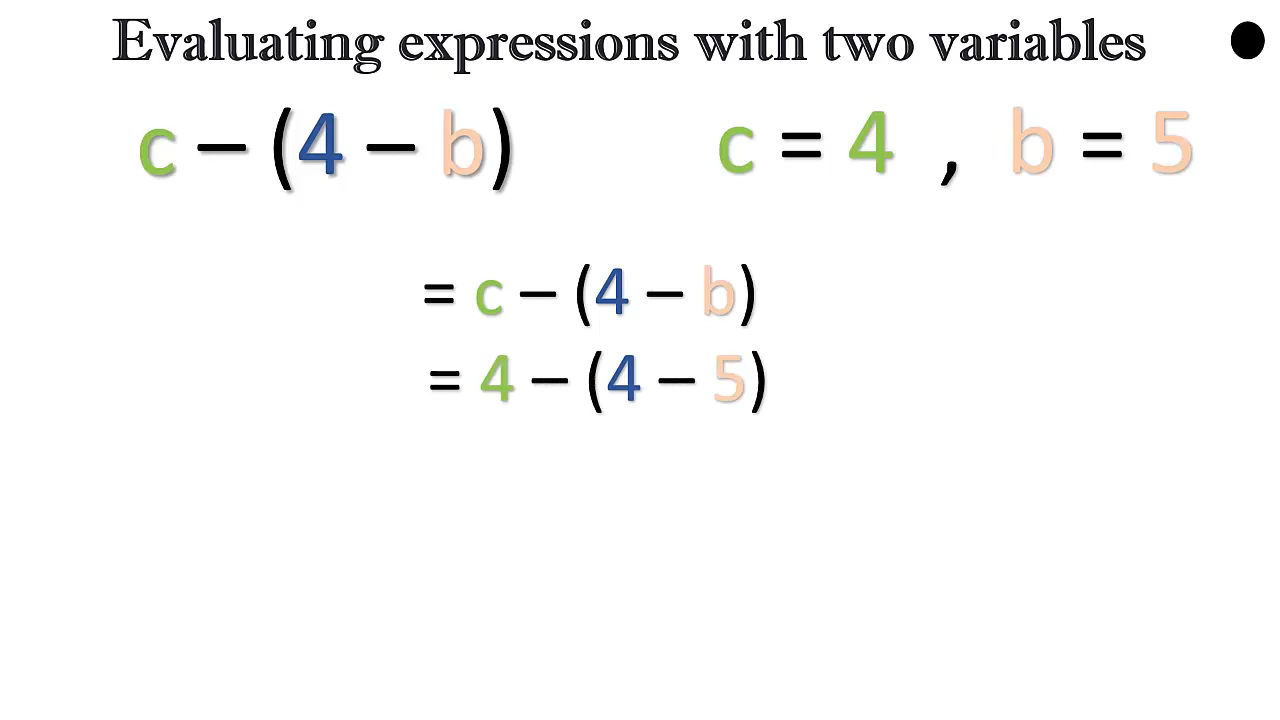 Evaluating expressions with two variables
c – (4 – b) c = 4 , b = 5
= c – (4 – b)
= 4 – (4 – 5)